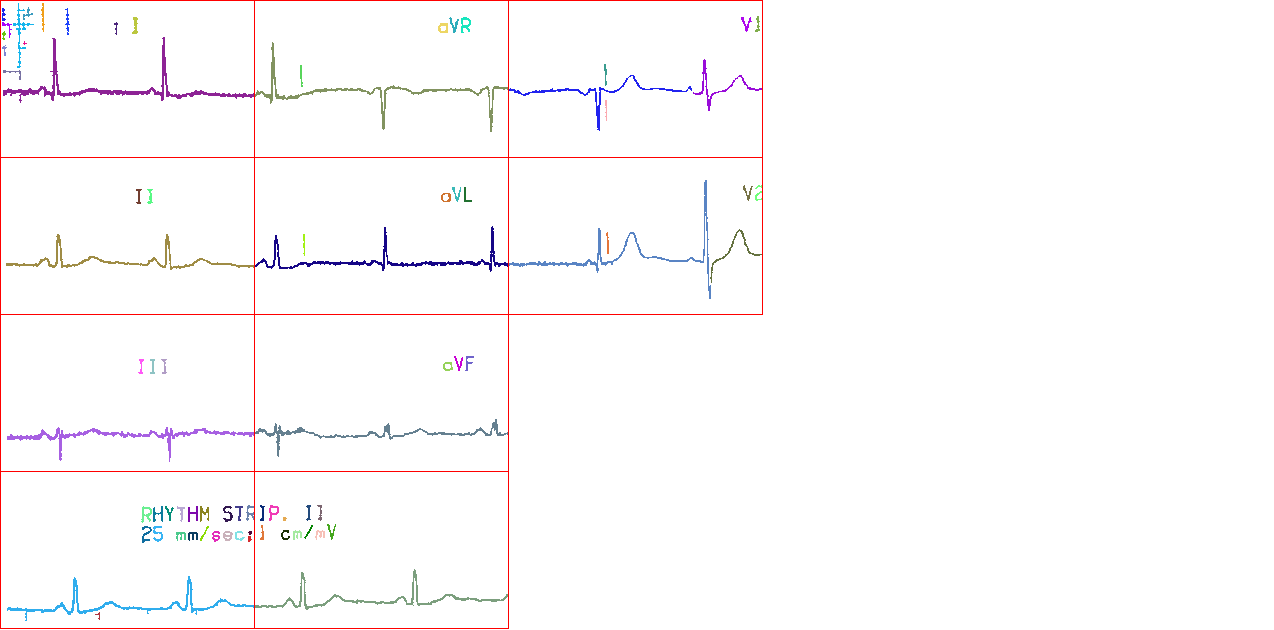 I aVR V1
II aVL V2
III aVF
RHYTHM STRIP. II
25 mm/sec; 1 cm/mV